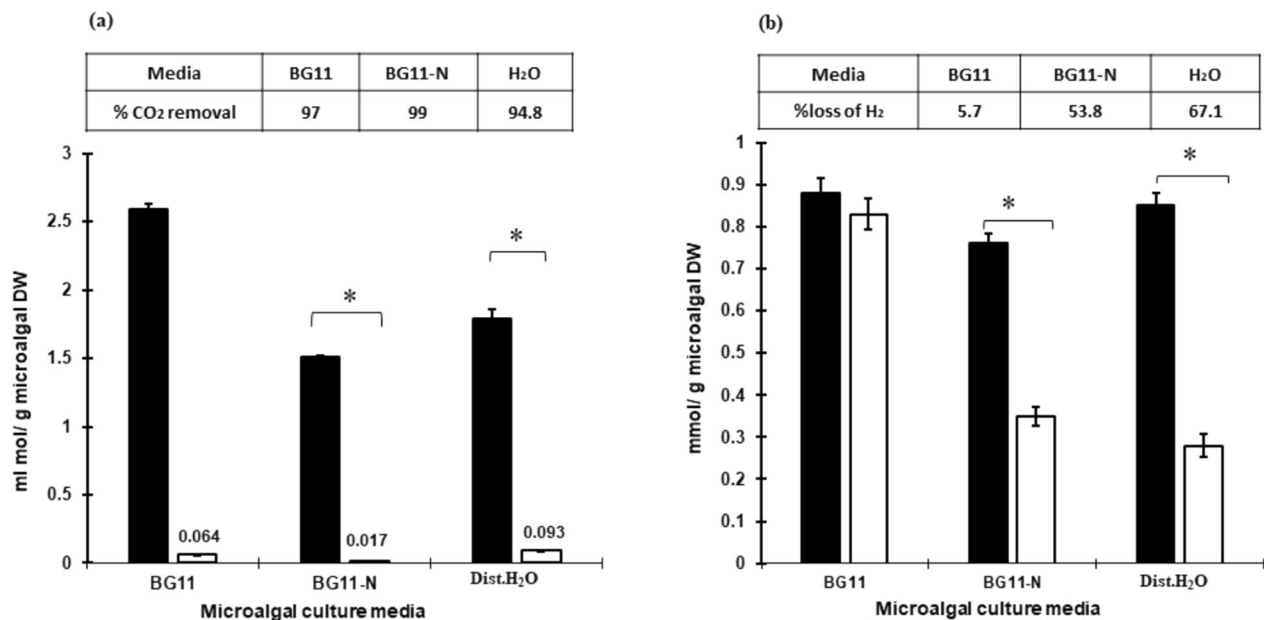 (a)
Media BG11 BG11-N H₂O
% CO₂ removal 97 99 94.8
3
2.5
2
1.5
1
0.5
0
ml mol/ g microalgal DW
*
*
0.064
0.017
0.093
BG11 BG11-N Dist.H₂O
Microalgal culture media
(b)
Media BG11 BG11-N H₂O
%loss of H₂ 5.7 53.8 67.1
1
0.9
0.8
0.7
0.6
0.5
0.4
0.3
0.2
0.1
0
mmol/ g microalgal DW
*
*
BG11 BG11-N Dist.H₂O
Microalgal culture media